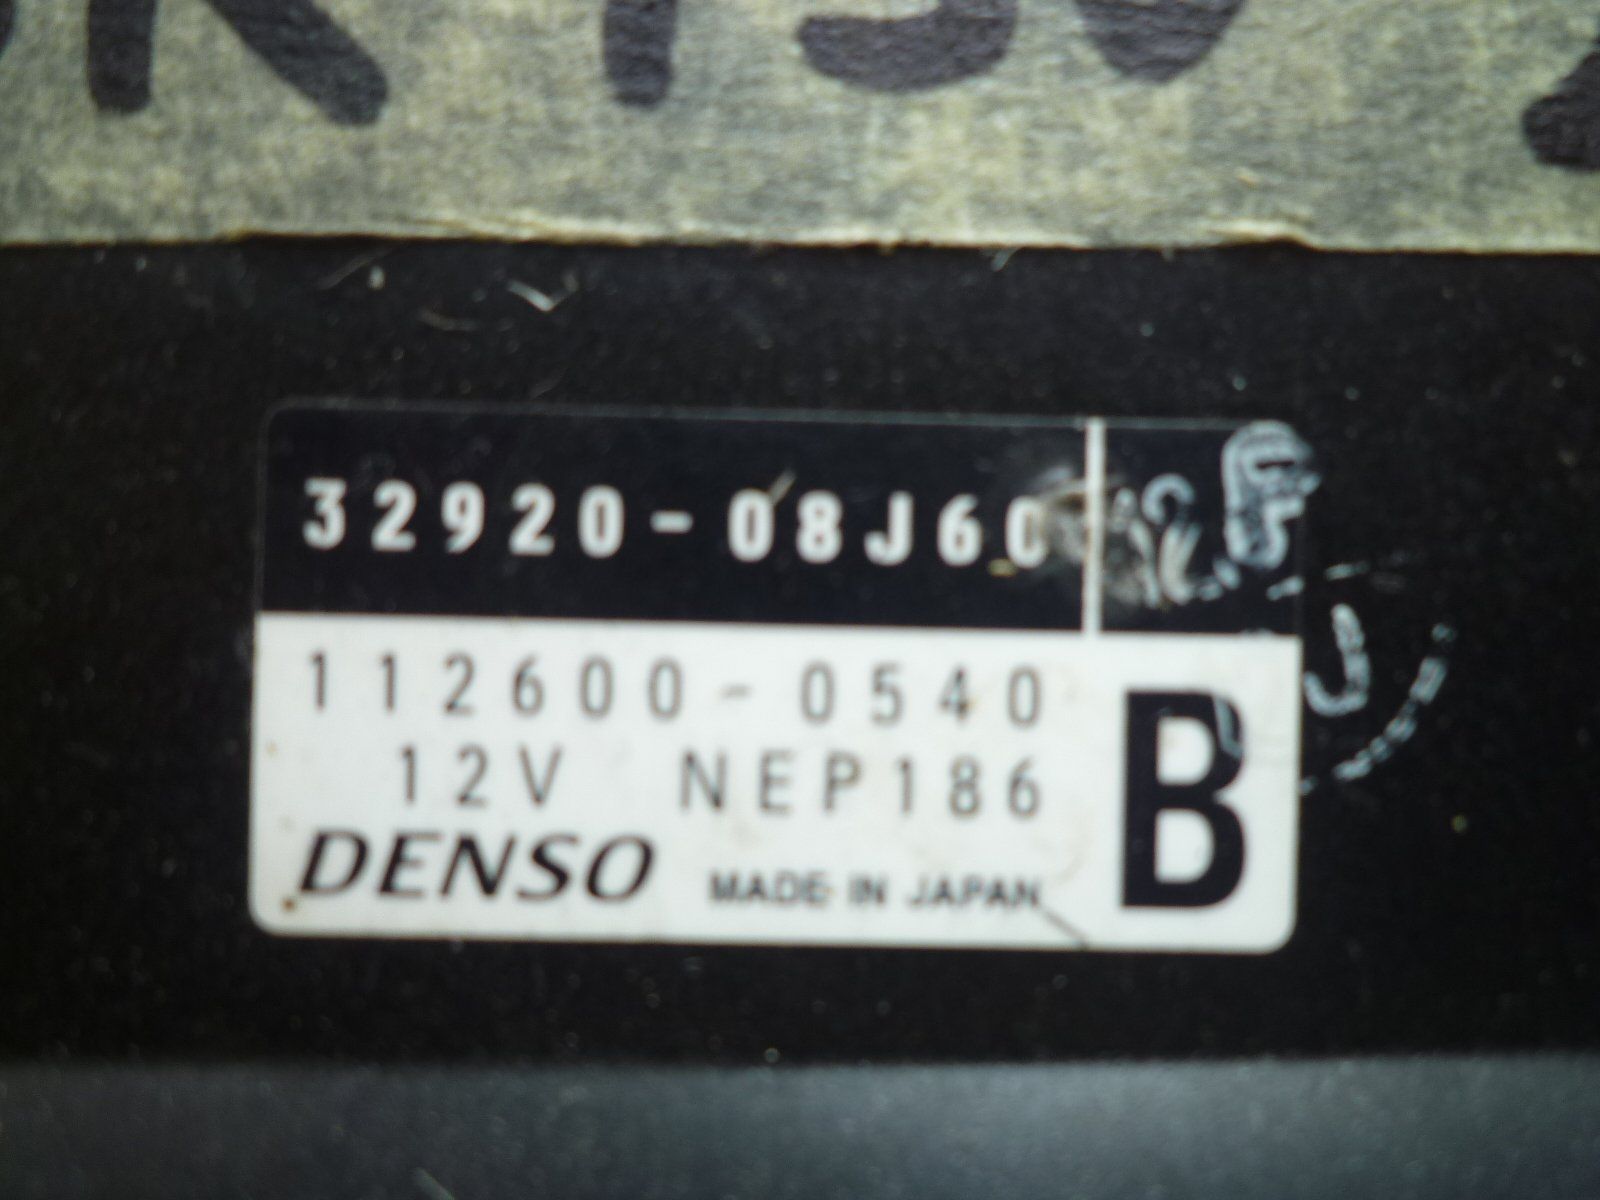 32920-08J60
112600-0540
12V NEP186
DENSO MADE IN JAPAN
B